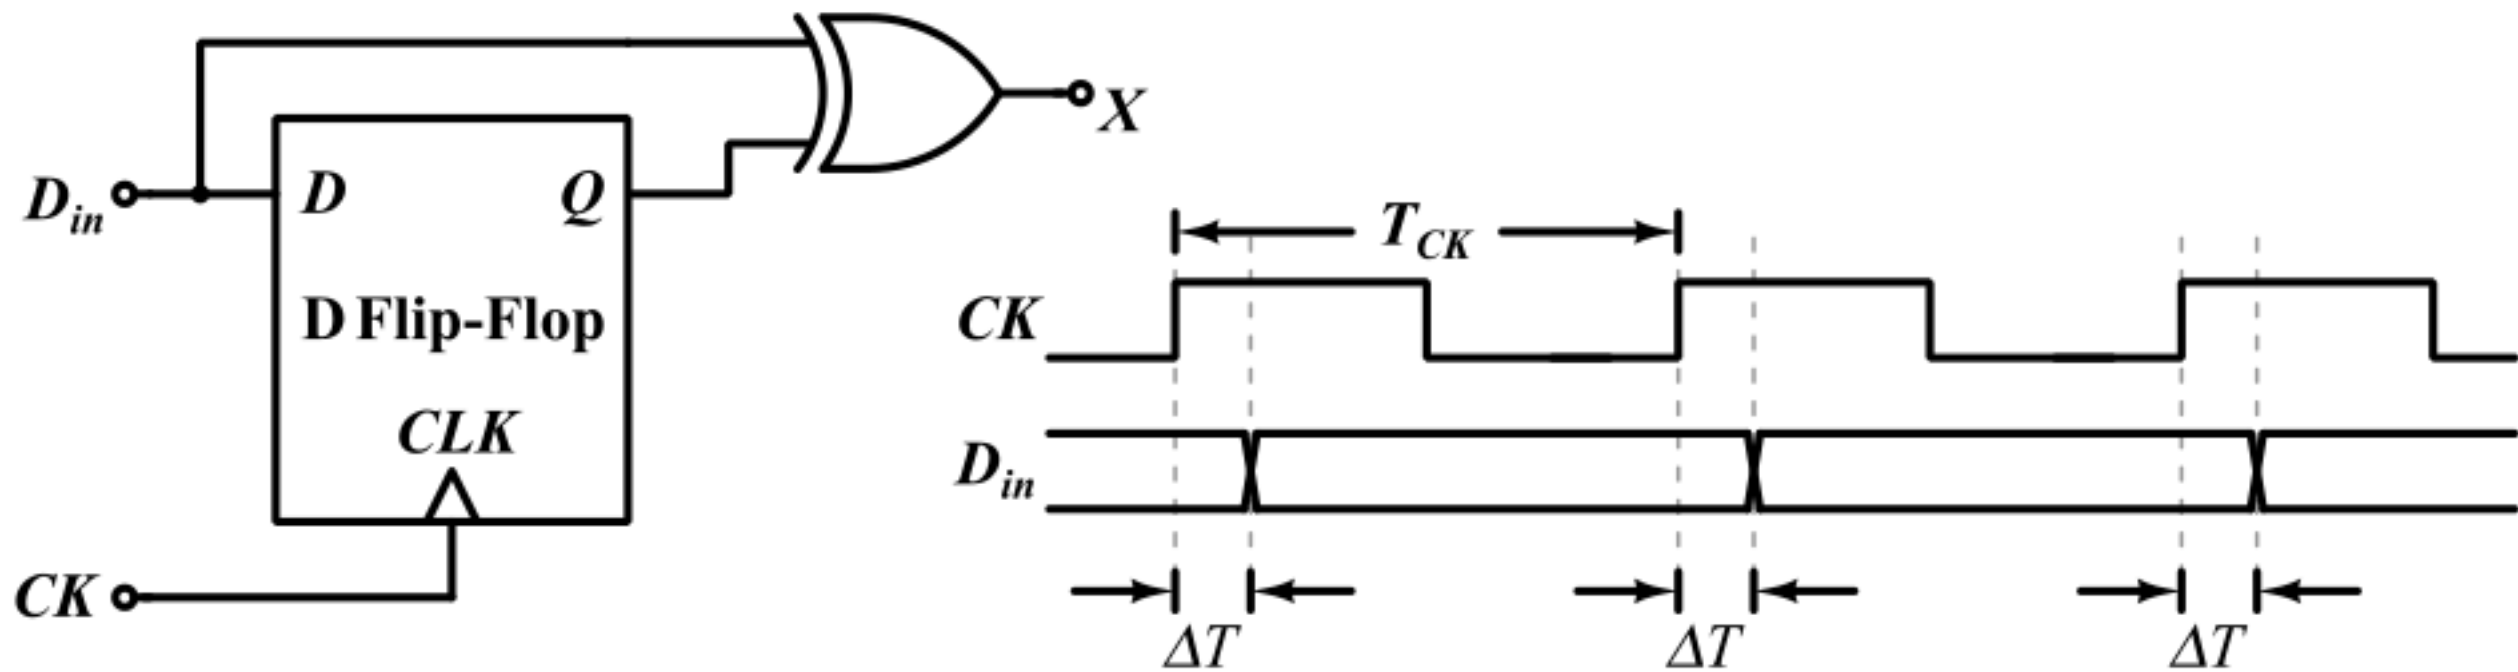 X
D_in
D
Q
D Flip-Flop
CLK
CK
T_CK
CK
D_in
ΔT
ΔT
ΔT